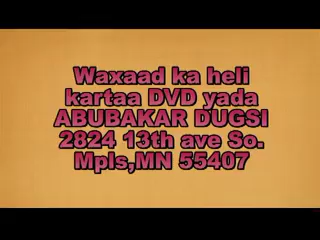 Waxaad ka heli
kartaa DVD yada
ABUBAKAR DUGSI
2824 13th ave So.
Mpls,MN 55407